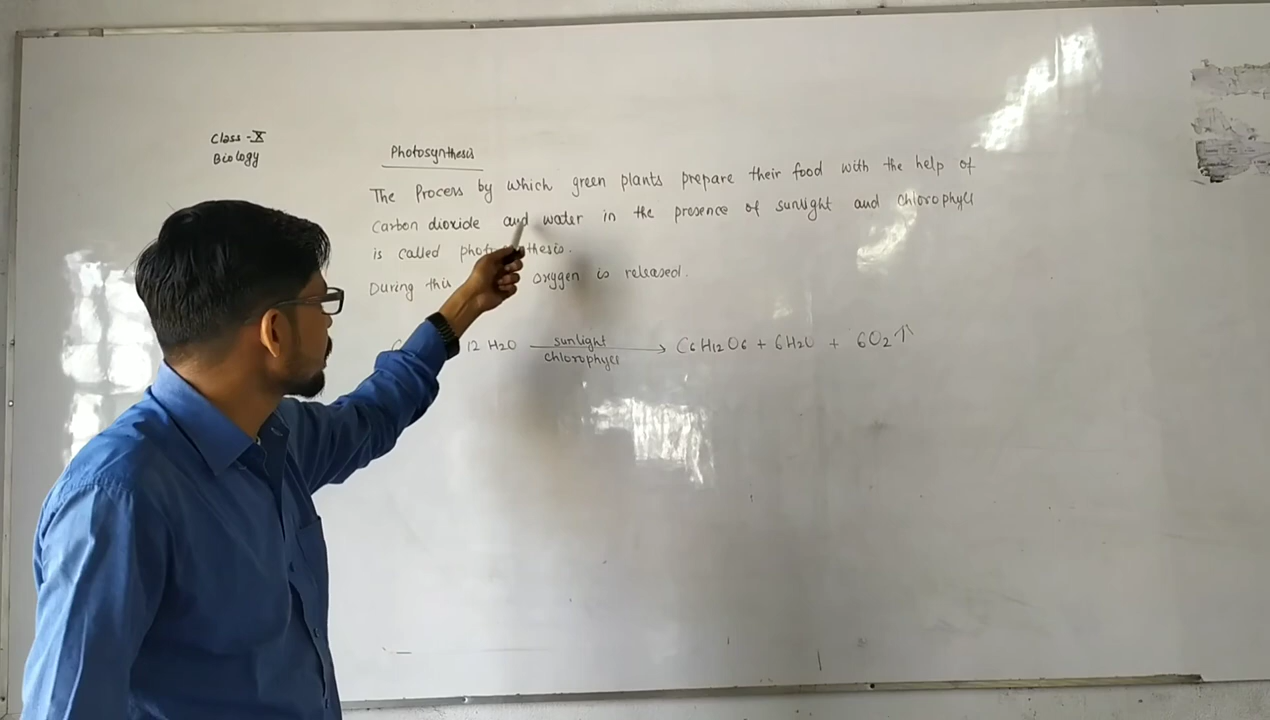 Class - X
Biology
Photosynthesis
The Process by which green plants prepare their food with the help of
Carbon dioxide and water in the presence of sunlight and chlorophyll
is called photosynthesis.
During this oxygen is released.
12 H2O sunlight chlorophyll → C6H12O6 + 6H2O + 6O2 ↑